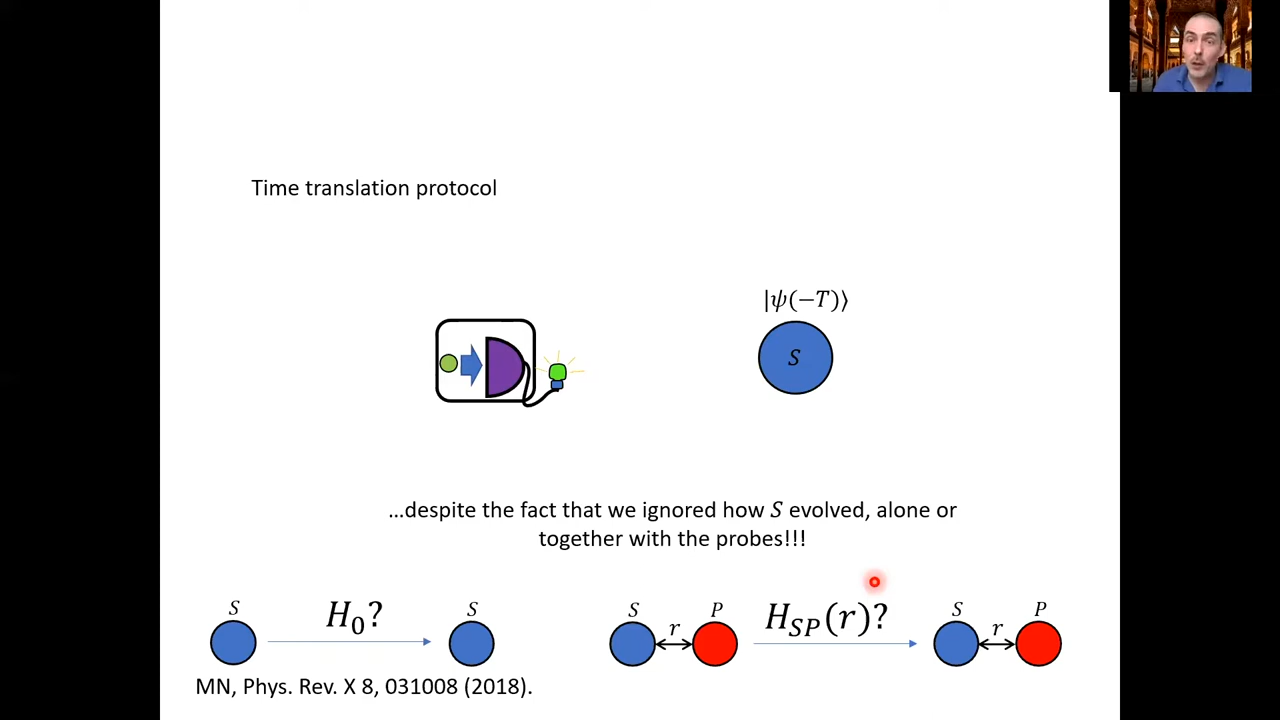 Time translation protocol
|ψ(−T)⟩
S
...despite the fact that we ignored how S evolved, alone or
together with the probes!!!
S H₀? S S r P H_SP(r)? S r P
MN, Phys. Rev. X 8, 031008 (2018).